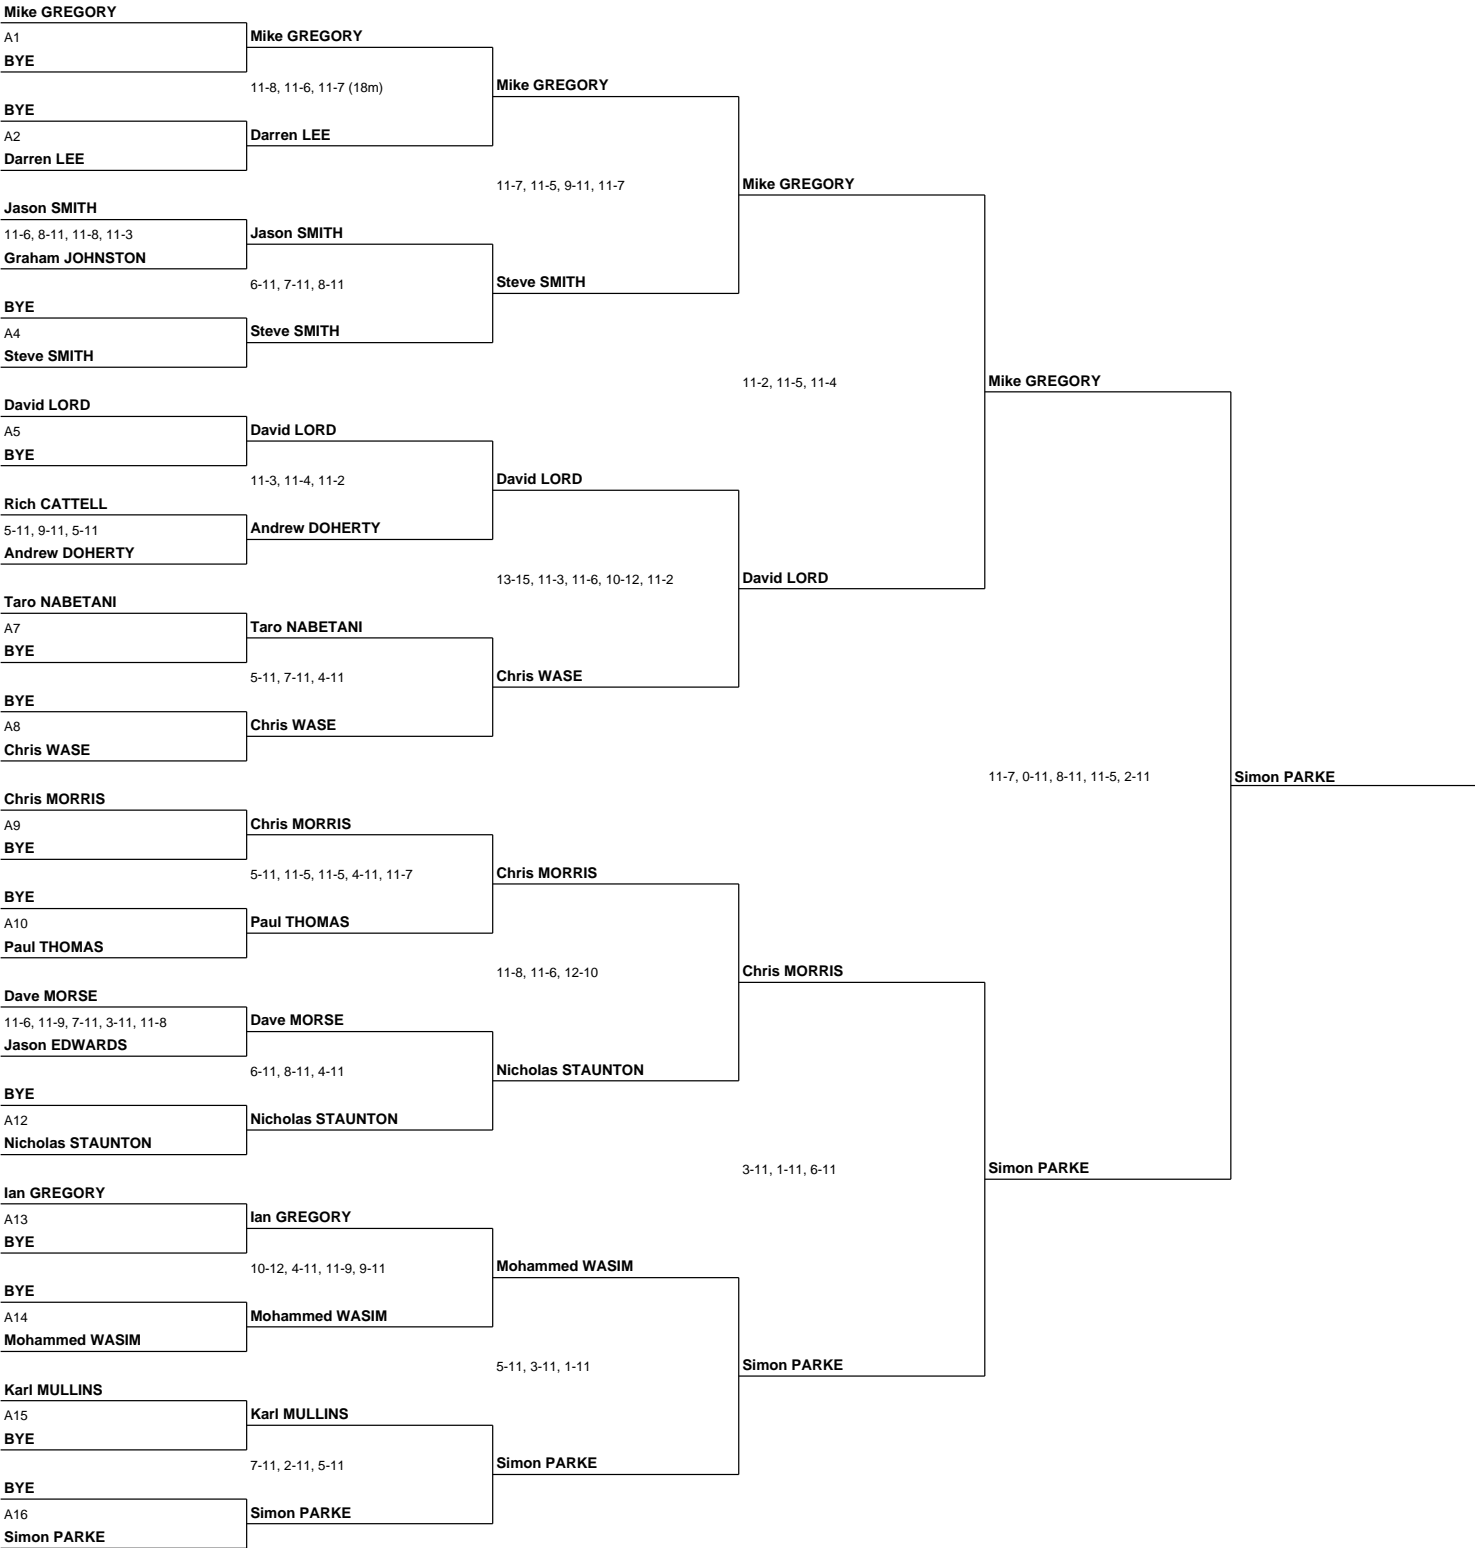 Mike GREGORY
A1
BYE
BYE
A2
Darren LEE
Jason SMITH
11-6, 8-11, 11-8, 11-3
Graham JOHNSTON
BYE
A4
Steve SMITH
David LORD
A5
BYE
Rich CATTELL
5-11, 9-11, 5-11
Andrew DOHERTY
Taro NABETANI
A7
BYE
BYE
A8
Chris WASE
Chris MORRIS
A9
BYE
BYE
A10
Paul THOMAS
Dave MORSE
11-6, 11-9, 7-11, 3-11, 11-8
Jason EDWARDS
BYE
A12
Nicholas STAUNTON
Ian GREGORY
A13
BYE
BYE
A14
Mohammed WASIM
Karl MULLINS
A15
BYE
BYE
A16
Simon PARKE
Mike GREGORY
11-8, 11-6, 11-7 (18m)
Darren LEE
Jason SMITH
6-11, 7-11, 8-11
Steve SMITH
David LORD
11-3, 11-4, 11-2
Andrew DOHERTY
Taro NABETANI
5-11, 7-11, 4-11
Chris WASE
Chris MORRIS
5-11, 11-5, 11-5, 4-11, 11-7
Paul THOMAS
Dave MORSE
6-11, 8-11, 4-11
Nicholas STAUNTON
Ian GREGORY
10-12, 4-11, 11-9, 9-11
Mohammed WASIM
Karl MULLINS
7-11, 2-11, 5-11
Simon PARKE
Mike GREGORY
11-7, 11-5, 9-11, 11-7
Steve SMITH
David LORD
13-15, 11-3, 11-6, 10-12, 11-2
Chris WASE
Chris MORRIS
11-8, 11-6, 12-10
Nicholas STAUNTON
Mohammed WASIM
5-11, 3-11, 1-11
Simon PARKE
Mike GREGORY
11-2, 11-5, 11-4
David LORD
Chris MORRIS
3-11, 1-11, 6-11
Simon PARKE
Mike GREGORY
11-7, 0-11, 8-11, 11-5, 2-11
Simon PARKE
Simon PARKE